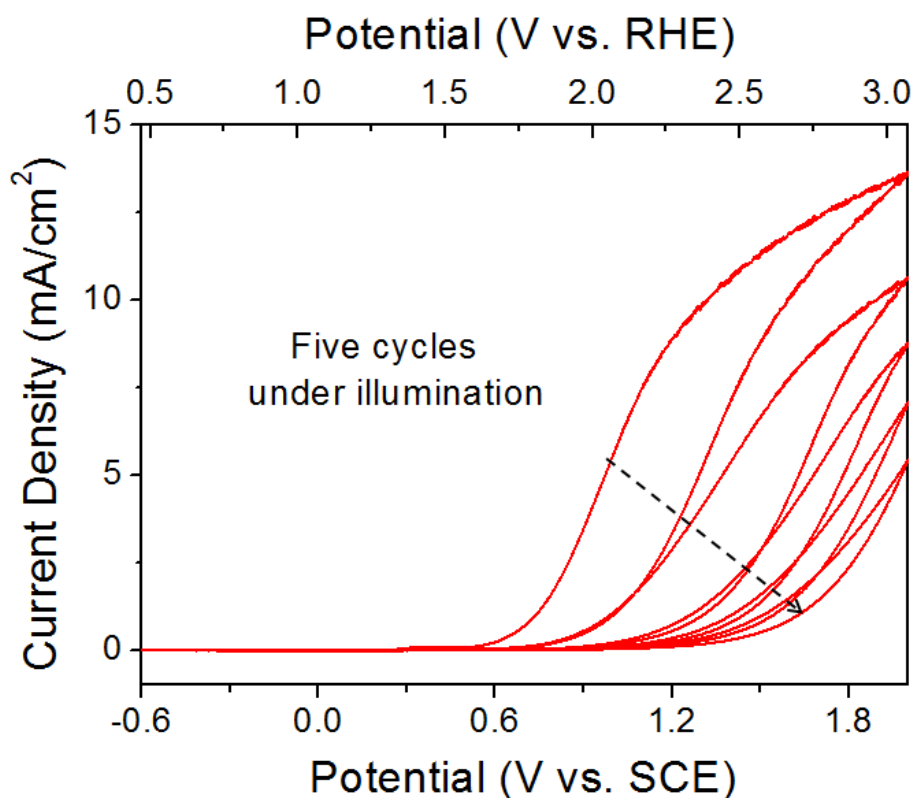 Potential (V vs. RHE)
0.5 1.0 1.5 2.0 2.5 3.0
15
10
5
0
Current Density (mA/cm²)
Five cycles
under illumination
-0.6 0.0 0.6 1.2 1.8
Potential (V vs. SCE)